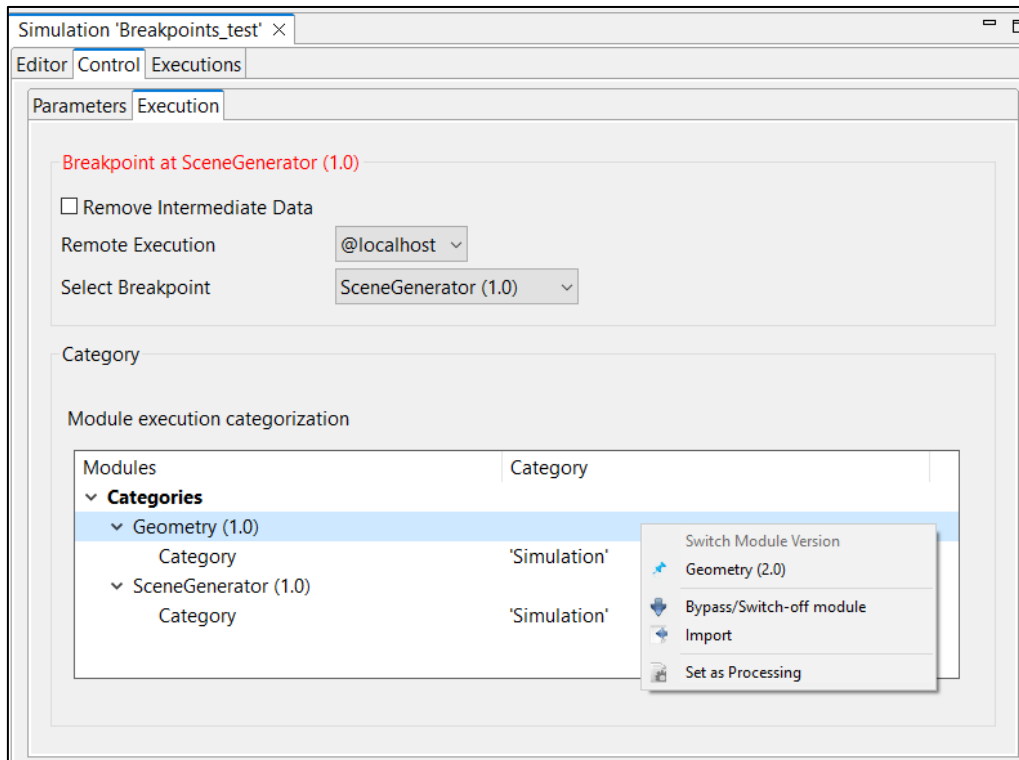 Simulation 'Breakpoints_test'
Editor Control Executions
Parameters Execution
Breakpoint at SceneGenerator (1.0)
Remove Intermediate Data
Remote Execution @localhost
Select Breakpoint SceneGenerator (1.0)
Category
Module execution categorization
Modules Category
Categories
Geometry (1.0)
Category 'Simulation'
SceneGenerator (1.0)
Category 'Simulation'
Switch Module Version
Geometry (2.0)
Bypass/Switch-off module
Import
Set as Processing